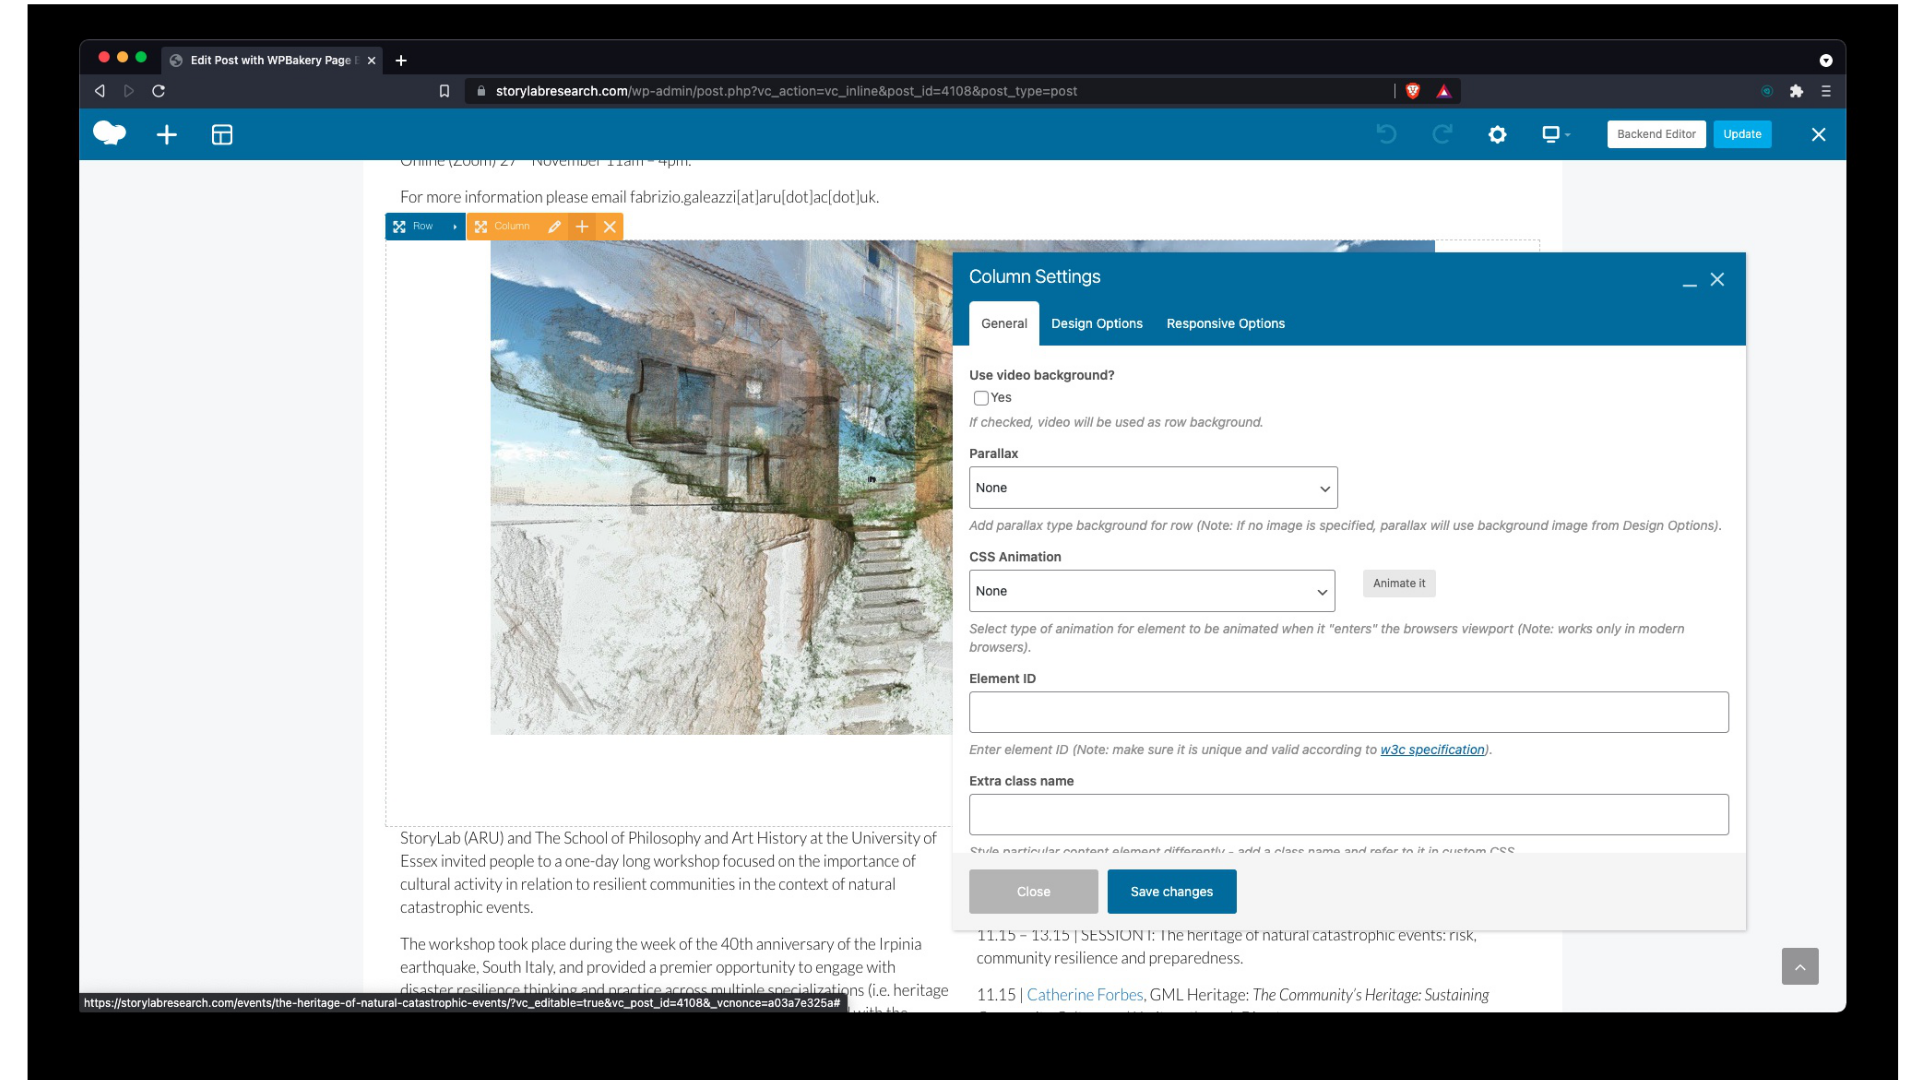 Edit Post with WPBakery Page
storylabresearch.com/wp-admin/post.php?vc_action=vc_inline&post_id=4108&post_type=post
Backend Editor
Update
Online (Zoom) 27 November 11am – 4pm.
For more information please email fabrizio.galeazzi[at]aru[dot]ac[dot]uk.
Row
Column
Column Settings
General
Design Options
Responsive Options
Use video background?
Yes
If checked, video will be used as row background.
Parallax
None
Add parallax type background for row (Note: If no image is specified, parallax will use background image from Design Options).
CSS Animation
None
Animate it
Select type of animation for element to be animated when it "enters" the browsers viewport (Note: works only in modern
browsers).
Element ID
Enter element ID (Note: make sure it is unique and valid according to w3c specification).
Extra class name
Style particular content element differently - add a class name and refer to it in custom CSS.
Close
Save changes
StoryLab (ARU) and The School of Philosophy and Art History at the University of
Essex invited people to a one-day long workshop focused on the importance of
cultural activity in relation to resilient communities in the context of natural
catastrophic events.
The workshop took place during the week of the 40th anniversary of the Irpinia
earthquake, South Italy, and provided a premier opportunity to engage with
disaster resilience thinking and practice across multiple specializations (i.e. heritage
with the
11.15 – 13.15 | SESSION I: The heritage of natural catastrophic events: risk,
community resilience and preparedness.
11.15 | Catherine Forbes, GML Heritage: The Community's Heritage: Sustaining
https://storylabresearch.com/events/the-heritage-of-natural-catastrophic-events/?vc_editable=true&vc_post_id=4108&_vcnonce=a03a7e325a#